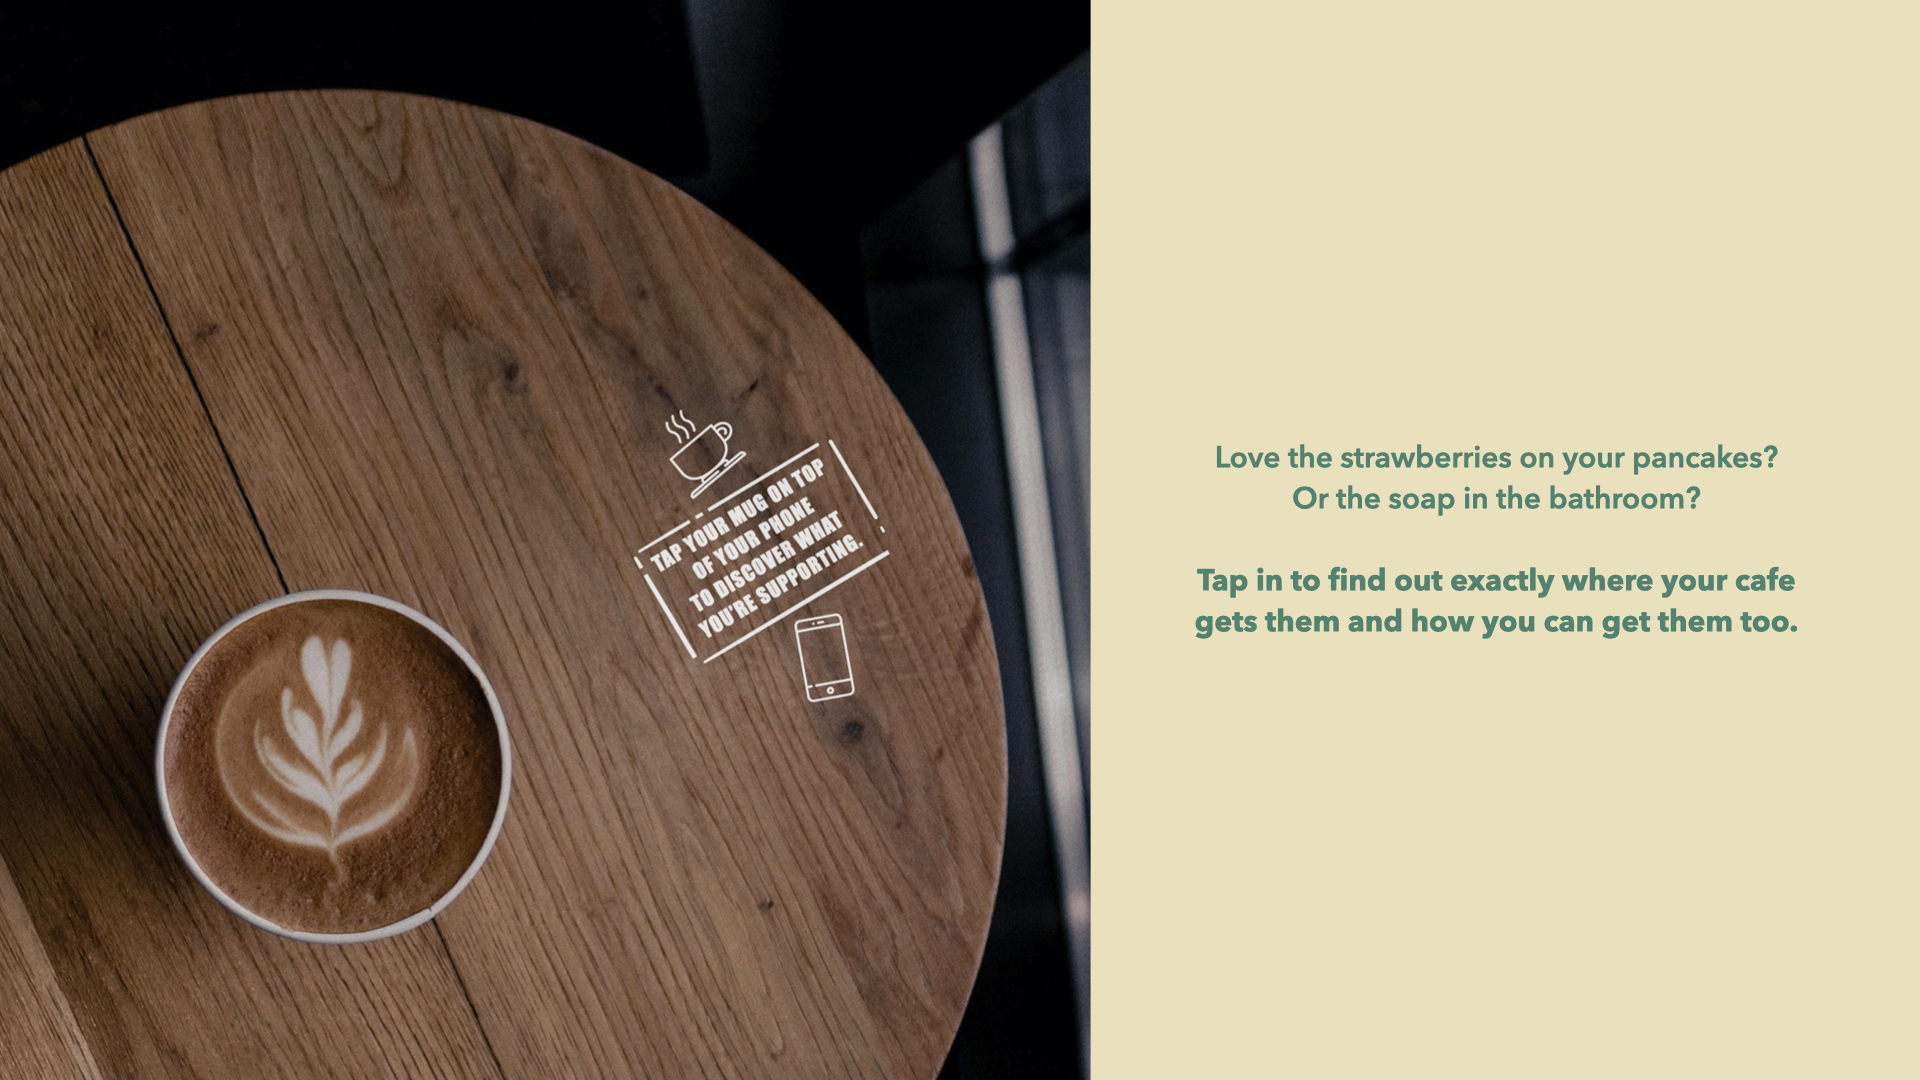 TAP YOUR MUG ON TOP
OF YOUR PHONE
TO DISCOVER WHAT
YOU'RE SUPPORTING.
Love the strawberries on your pancakes?
Or the soap in the bathroom?
Tap in to find out exactly where your cafe
gets them and how you can get them too.